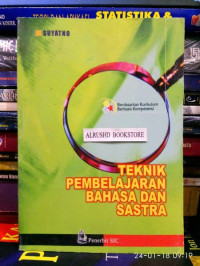 STATISTIKA &
SUYATNO
Berdasarkan Kurikulum
Berbasis Kompetensi
ALRUSHD BOOKSTORE
TEKNIK
PEMBELAJARAN
BAHASA DAN
SASTRA
Penerbit SIC
24-01-18 09:19